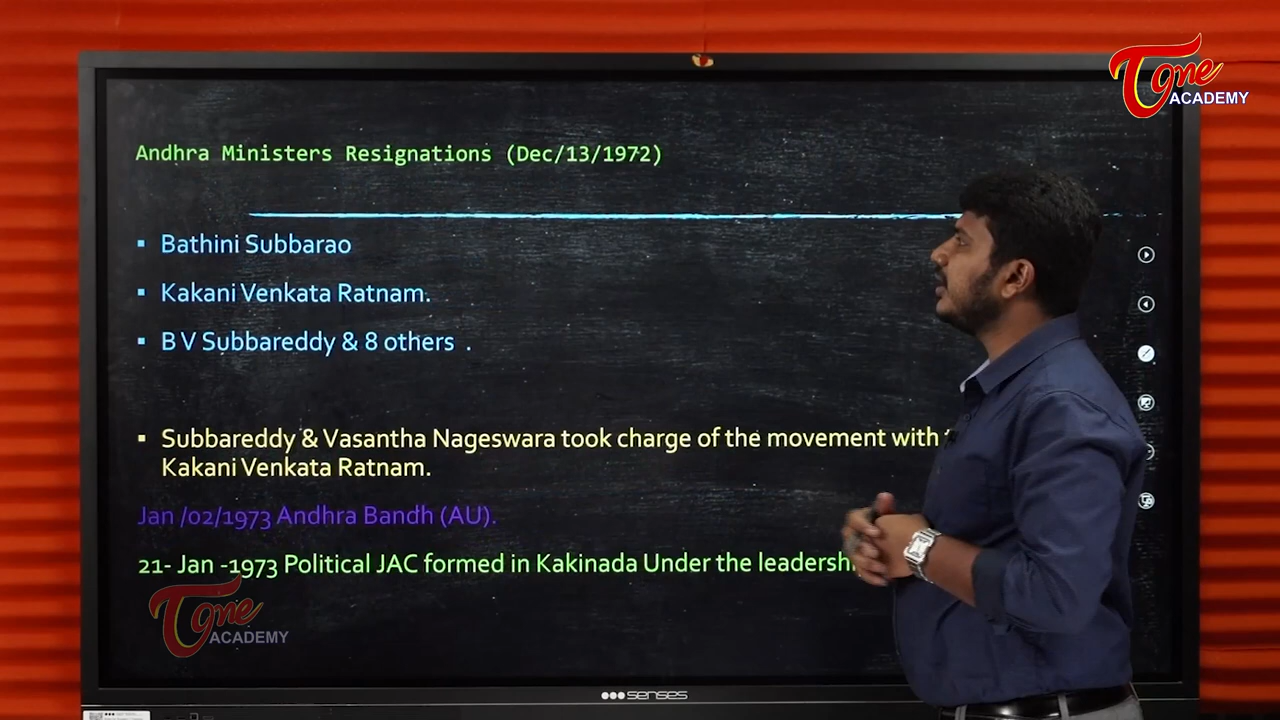 Tone
ACADEMY
Andhra Ministers Resignations (Dec/13/1972)
▪ Bathini Subbarao
▪ Kakani Venkata Ratnam.
▪ B V Subbareddy & 8 others .
▪ Subbareddy & Vasantha Nageswara took charge of the movement with
Kakani Venkata Ratnam.
Jan /02/1973 Andhra Bandh (AU).
21- Jan -1973 Political JAC formed in Kakinada Under the
Tone
ACADEMY
senses